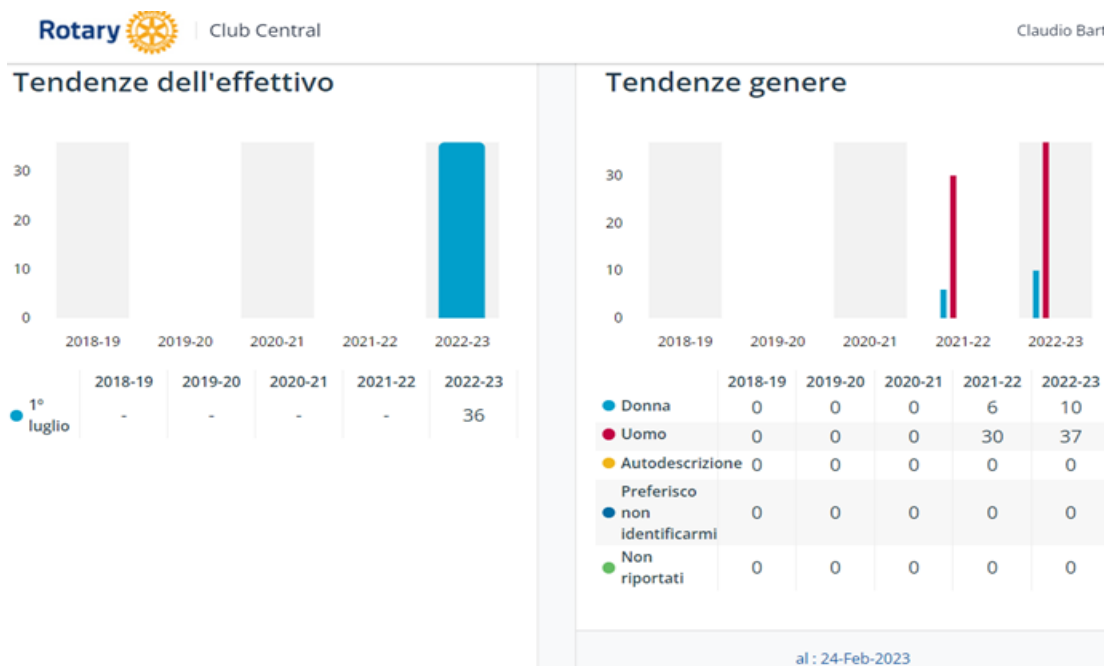 Rotary Club Central Claudio Bart
Tendenze dell'effettivo
30
20
10
0
2018-19 2019-20 2020-21 2021-22 2022-23
2018-19 2019-20 2020-21 2021-22 2022-23
1° luglio - - - - 36
Tendenze genere
30
20
10
0
2018-19 2019-20 2020-21 2021-22 2022-23
2018-19 2019-20 2020-21 2021-22 2022-23
Donna 0 0 0 6 10
Uomo 0 0 0 30 37
Autodescrizione 0 0 0 0 0
Preferisco
non 0 0 0 0 0
identificarmi
Non
riportati 0 0 0 0 0
al : 24-Feb-2023